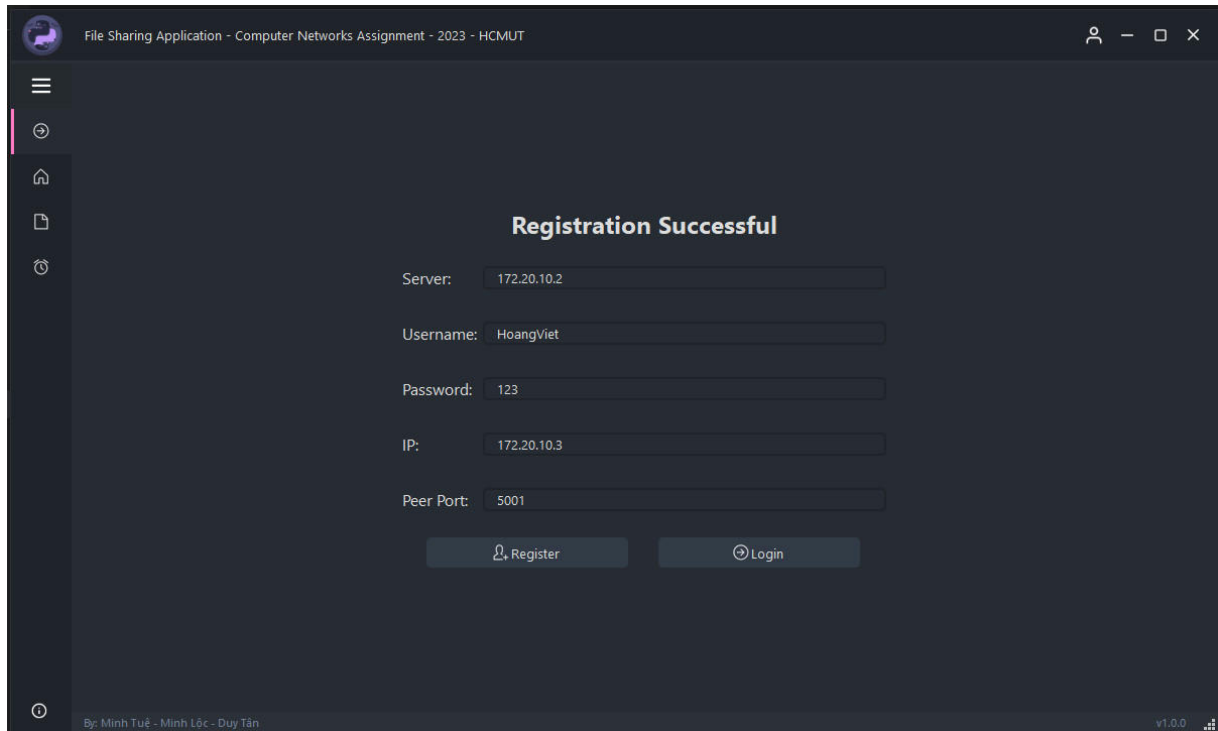 File Sharing Application - Computer Networks Assignment - 2023 - HCMUT
Registration Successful
Server: 172.20.10.2
Username: HoangViet
Password: 123
IP: 172.20.10.3
Peer Port: 5001
Register Login
By: Minh Tuệ - Minh Lộc - Duy Tân v1.0.0